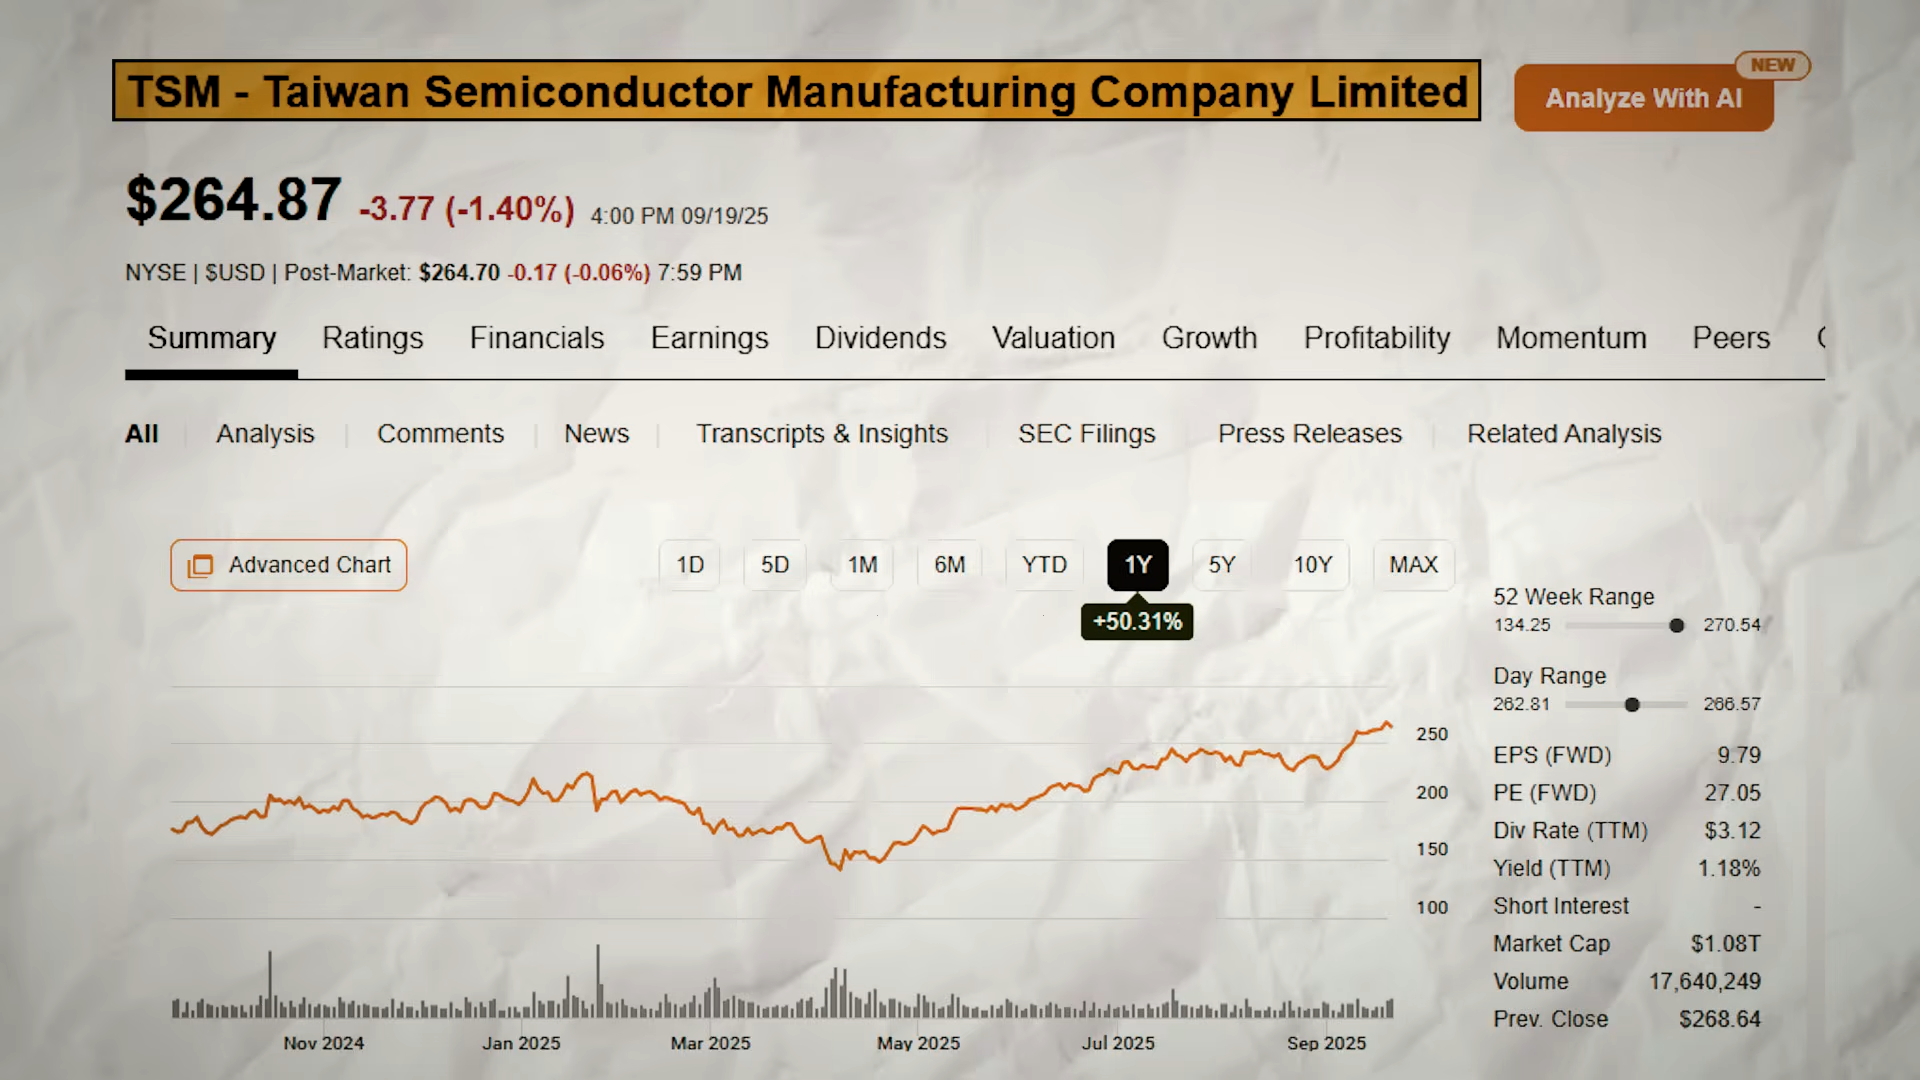 TSM - Taiwan Semiconductor Manufacturing Company Limited
NEW
Analyze With AI
$264.87 -3.77 (-1.40%) 4:00 PM 09/19/25
NYSE | $USD | Post-Market: $264.70 -0.17 (-0.06%) 7:59 PM
Summary Ratings Financials Earnings Dividends Valuation Growth Profitability Momentum Peers
All Analysis Comments News Transcripts & Insights SEC Filings Press Releases Related Analysis
Advanced Chart 1D 5D 1M 6M YTD 1Y 5Y 10Y MAX
+50.31%
250
200
150
100
Nov 2024 Jan 2025 Mar 2025 May 2025 Jul 2025 Sep 2025
52 Week Range
134.25 270.54
Day Range
262.81 266.57
EPS (FWD) 9.79
PE (FWD) 27.05
Div Rate (TTM) $3.12
Yield (TTM) 1.18%
Short Interest -
Market Cap $1.08T
Volume 17,640,249
Prev. Close $268.64